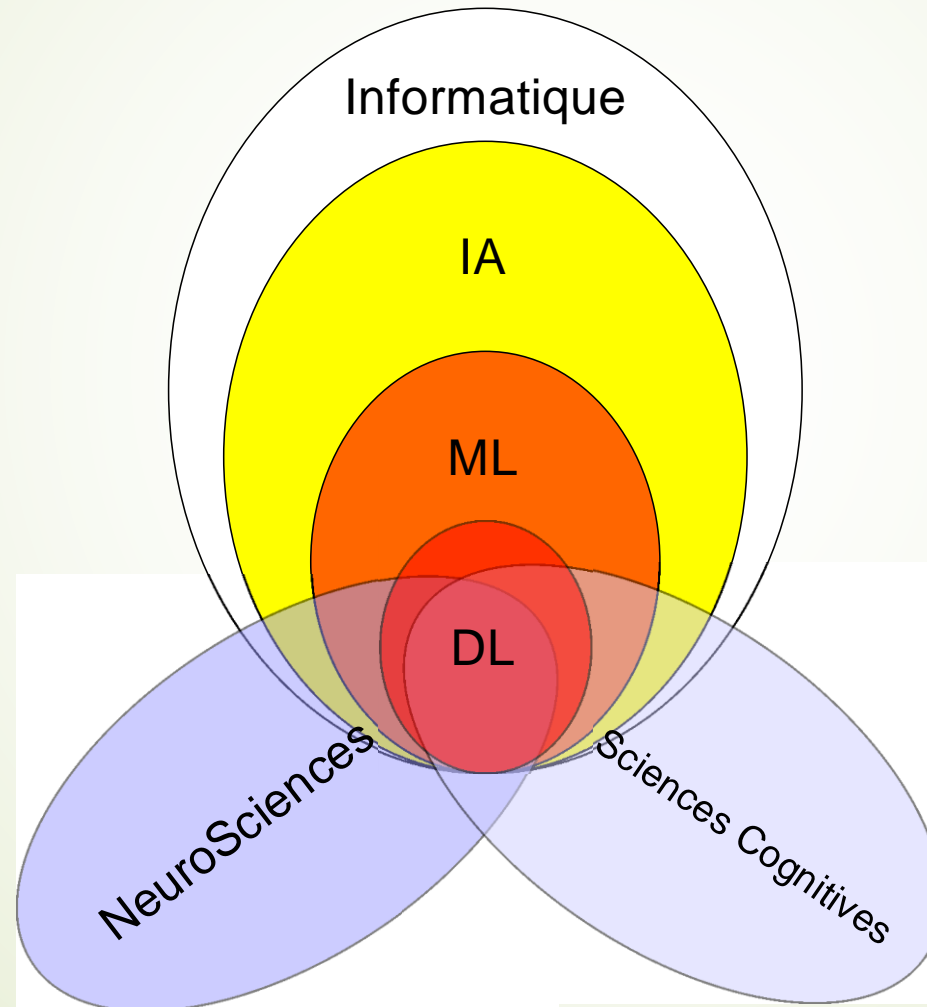 Informatique
IA
ML
DL
NeuroSciences
Sciences Cognitives